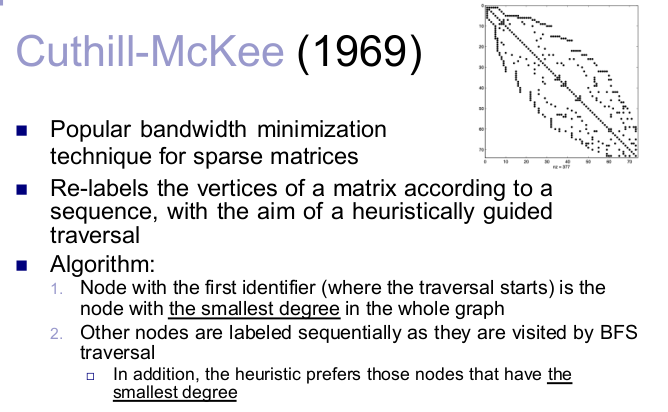 Cuthill-McKee (1969)
0
10
20
30
40
50
60
70
0 10 20 30 40 50 60 70
nz = 377
■ Popular bandwidth minimization
technique for sparse matrices
■ Re-labels the vertices of a matrix according to a
sequence, with the aim of a heuristically guided
traversal
■ Algorithm:
1. Node with the first identifier (where the traversal starts) is the
node with the smallest degree in the whole graph
2. Other nodes are labeled sequentially as they are visited by BFS
traversal
□ In addition, the heuristic prefers those nodes that have the
smallest degree